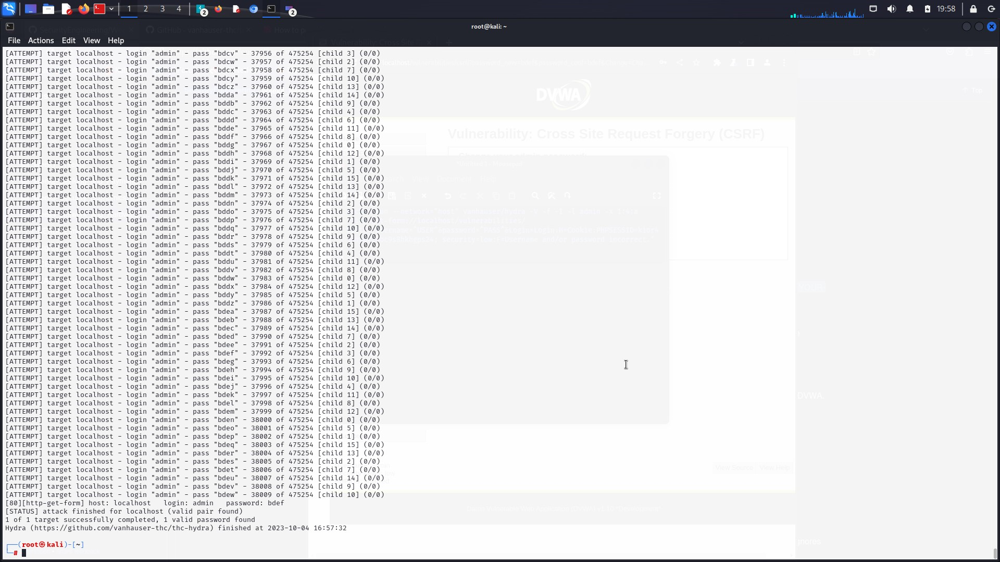 1 2 3 4 2 2 19:58
root@kali: ~
File Actions Edit View Help
[ATTEMPT] target localhost - login "admin" - pass "bdcv" - 37956 of 475254 [child 3] (0/0)
[ATTEMPT] target localhost - login "admin" - pass "bdcw" - 37957 of 475254 [child 2] (0/0)
[ATTEMPT] target localhost - login "admin" - pass "bdcx" - 37958 of 475254 [child 7] (0/0)
[ATTEMPT] target localhost - login "admin" - pass "bdcy" - 37959 of 475254 [child 10] (0/0)
[ATTEMPT] target localhost - login "admin" - pass "bdcz" - 37960 of 475254 [child 13] (0/0)
[ATTEMPT] target localhost - login "admin" - pass "bdda" - 37961 of 475254 [child 14] (0/0)
[ATTEMPT] target localhost - login "admin" - pass "bddb" - 37962 of 475254 [child 9] (0/0)
[ATTEMPT] target localhost - login "admin" - pass "bddc" - 37963 of 475254 [child 4] (0/0)
[ATTEMPT] target localhost - login "admin" - pass "bddd" - 37964 of 475254 [child 6] (0/0)
[ATTEMPT] target localhost - login "admin" - pass "bdde" - 37965 of 475254 [child 11] (0/0)
[ATTEMPT] target localhost - login "admin" - pass "bddf" - 37966 of 475254 [child 8] (0/0)
[ATTEMPT] target localhost - login "admin" - pass "bddg" - 37967 of 475254 [child 0] (0/0)
[ATTEMPT] target localhost - login "admin" - pass "bddh" - 37968 of 475254 [child 12] (0/0)
[ATTEMPT] target localhost - login "admin" - pass "bddi" - 37969 of 475254 [child 1] (0/0)
[ATTEMPT] target localhost - login "admin" - pass "bddj" - 37970 of 475254 [child 5] (0/0)
[ATTEMPT] target localhost - login "admin" - pass "bddk" - 37971 of 475254 [child 15] (0/0)
[ATTEMPT] target localhost - login "admin" - pass "bddl" - 37972 of 475254 [child 13] (0/0)
[ATTEMPT] target localhost - login "admin" - pass "bddm" - 37973 of 475254 [child 14] (0/0)
[ATTEMPT] target localhost - login "admin" - pass "bddn" - 37974 of 475254 [child 2] (0/0)
[ATTEMPT] target localhost - login "admin" - pass "bddo" - 37975 of 475254 [child 3] (0/0)
[ATTEMPT] target localhost - login "admin" - pass "bddp" - 37976 of 475254 [child 7] (0/0)
[ATTEMPT] target localhost - login "admin" - pass "bddq" - 37977 of 475254 [child 10] (0/0)
[ATTEMPT] target localhost - login "admin" - pass "bddr" - 37978 of 475254 [child 9] (0/0)
[ATTEMPT] target localhost - login "admin" - pass "bdds" - 37979 of 475254 [child 6] (0/0)
[ATTEMPT] target localhost - login "admin" - pass "bddt" - 37980 of 475254 [child 4] (0/0)
[ATTEMPT] target localhost - login "admin" - pass "bddu" - 37981 of 475254 [child 11] (0/0)
[ATTEMPT] target localhost - login "admin" - pass "bddv" - 37982 of 475254 [child 8] (0/0)
[ATTEMPT] target localhost - login "admin" - pass "bddw" - 37983 of 475254 [child 0] (0/0)
[ATTEMPT] target localhost - login "admin" - pass "bddx" - 37984 of 475254 [child 12] (0/0)
[ATTEMPT] target localhost - login "admin" - pass "bddy" - 37985 of 475254 [child 5] (0/0)
[ATTEMPT] target localhost - login "admin" - pass "bddz" - 37986 of 475254 [child 1] (0/0)
[ATTEMPT] target localhost - login "admin" - pass "bdea" - 37987 of 475254 [child 15] (0/0)
[ATTEMPT] target localhost - login "admin" - pass "bdeb" - 37988 of 475254 [child 13] (0/0)
[ATTEMPT] target localhost - login "admin" - pass "bdec" - 37989 of 475254 [child 14] (0/0)
[ATTEMPT] target localhost - login "admin" - pass "bded" - 37990 of 475254 [child 7] (0/0)
[ATTEMPT] target localhost - login "admin" - pass "bdee" - 37991 of 475254 [child 2] (0/0)
[ATTEMPT] target localhost - login "admin" - pass "bdef" - 37992 of 475254 [child 3] (0/0)
[ATTEMPT] target localhost - login "admin" - pass "bdeg" - 37993 of 475254 [child 6] (0/0)
[ATTEMPT] target localhost - login "admin" - pass "bdeh" - 37994 of 475254 [child 9] (0/0)
[ATTEMPT] target localhost - login "admin" - pass "bdei" - 37995 of 475254 [child 10] (0/0)
[ATTEMPT] target localhost - login "admin" - pass "bdej" - 37996 of 475254 [child 4] (0/0)
[ATTEMPT] target localhost - login "admin" - pass "bdek" - 37997 of 475254 [child 11] (0/0)
[ATTEMPT] target localhost - login "admin" - pass "bdel" - 37998 of 475254 [child 8] (0/0)
[ATTEMPT] target localhost - login "admin" - pass "bdem" - 37999 of 475254 [child 12] (0/0)
[ATTEMPT] target localhost - login "admin" - pass "bden" - 38000 of 475254 [child 0] (0/0)
[ATTEMPT] target localhost - login "admin" - pass "bdeo" - 38001 of 475254 [child 5] (0/0)
[ATTEMPT] target localhost - login "admin" - pass "bdep" - 38002 of 475254 [child 1] (0/0)
[ATTEMPT] target localhost - login "admin" - pass "bdeq" - 38003 of 475254 [child 15] (0/0)
[ATTEMPT] target localhost - login "admin" - pass "bder" - 38004 of 475254 [child 13] (0/0)
[ATTEMPT] target localhost - login "admin" - pass "bdes" - 38005 of 475254 [child 2] (0/0)
[ATTEMPT] target localhost - login "admin" - pass "bdet" - 38006 of 475254 [child 7] (0/0)
[ATTEMPT] target localhost - login "admin" - pass "bdeu" - 38007 of 475254 [child 14] (0/0)
[ATTEMPT] target localhost - login "admin" - pass "bdev" - 38008 of 475254 [child 9] (0/0)
[ATTEMPT] target localhost - login "admin" - pass "bdew" - 38009 of 475254 [child 10] (0/0)
[80][http-get-form] host: localhost   login: admin   password: bdef
[STATUS] attack finished for localhost (valid pair found)
1 of 1 target successfully completed, 1 valid password found
Hydra (https://github.com/vanhauser-thc/thc-hydra) finished at 2023-10-04 16:57:32
┌──(root㉿kali)-[~]
└─#
DVWA
Vulnerability: Cross Site Request Forgery (CSRF)
Top
DVWA.
View Source View Help